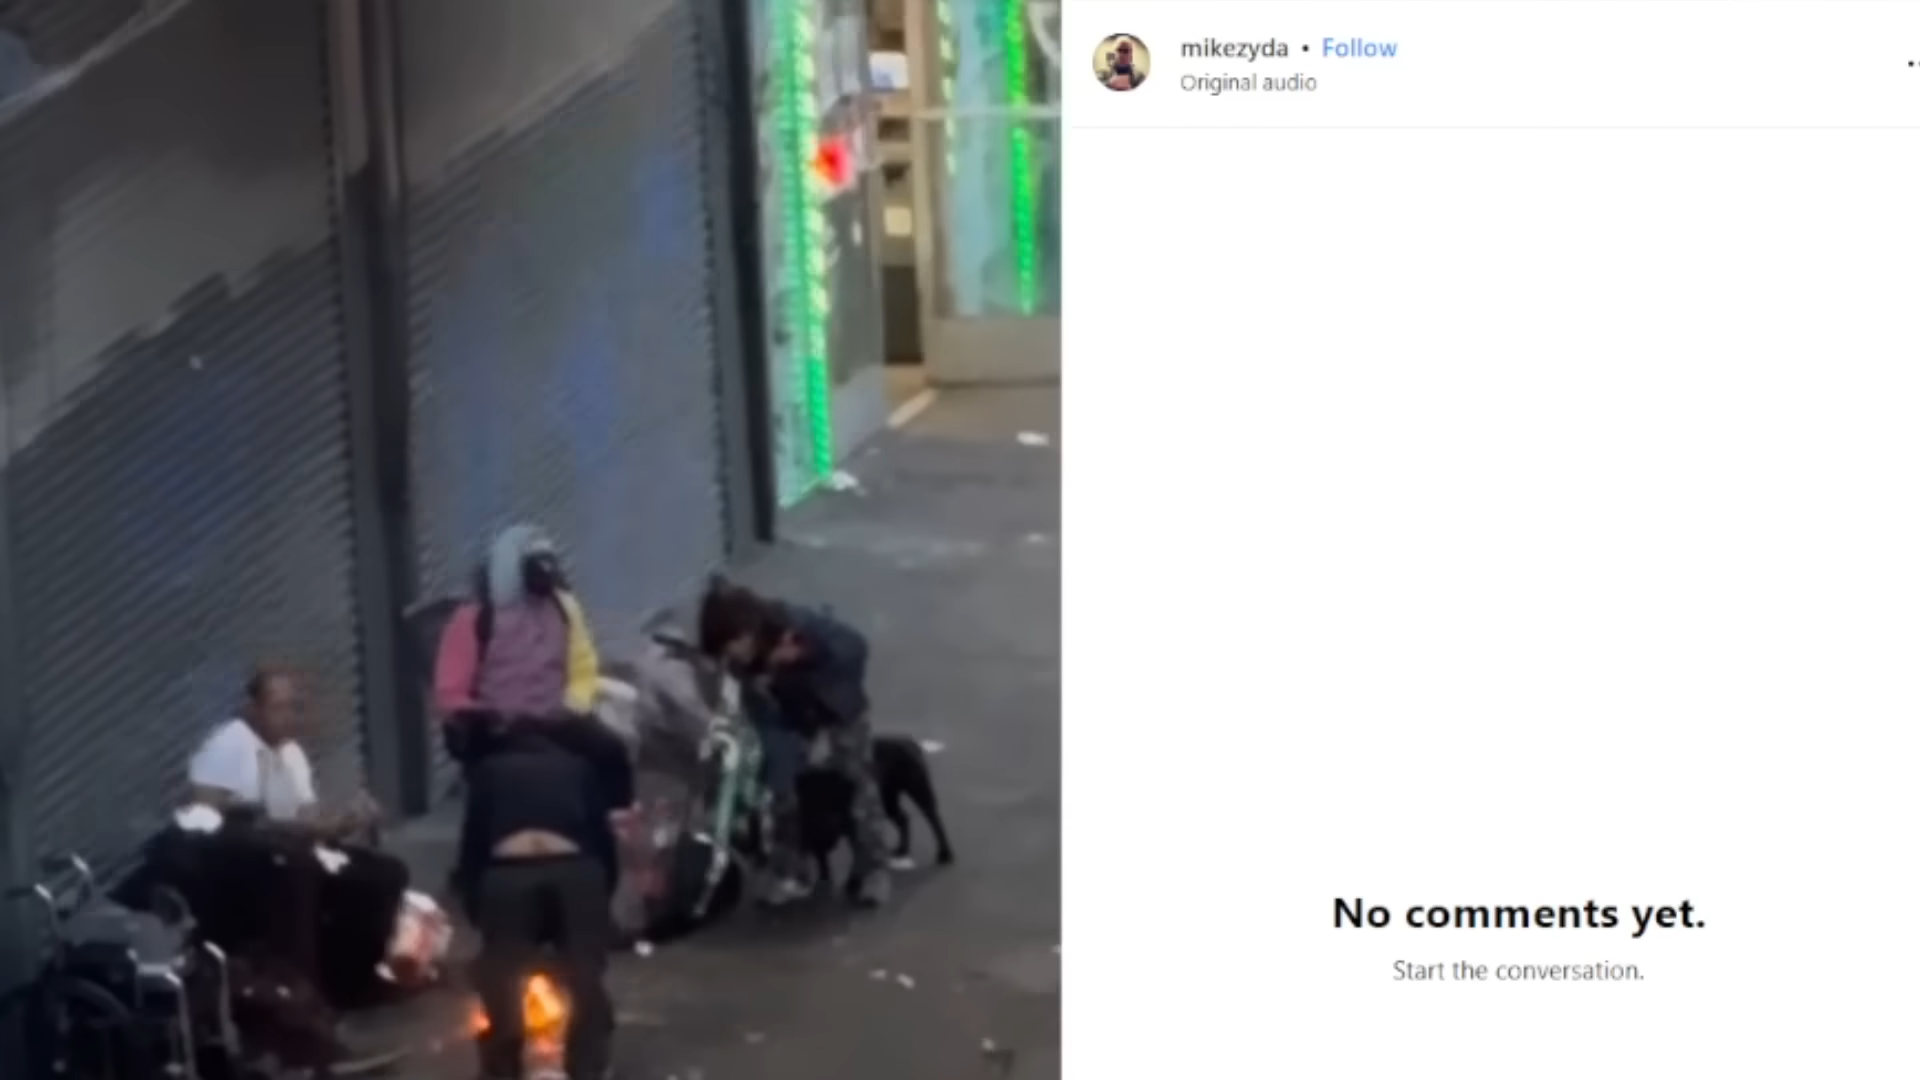 mikezyda • Follow
Original audio
No comments yet.
Start the conversation.